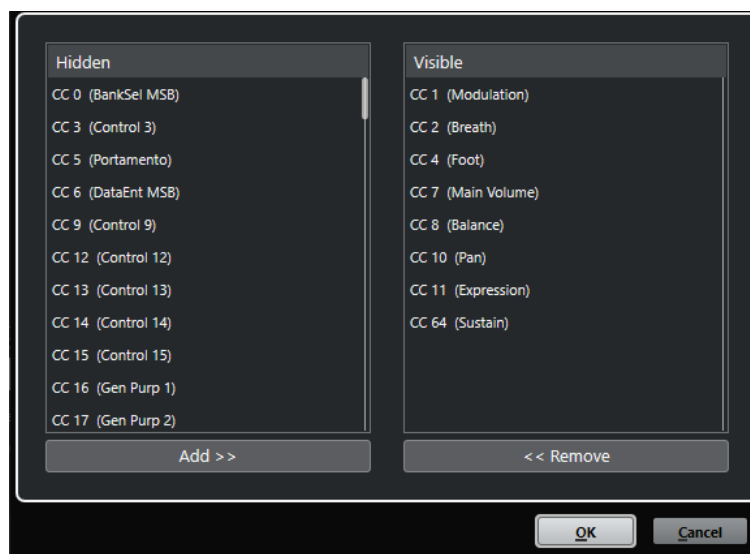 Hidden
CC 0 (BankSel MSB)
CC 3 (Control 3)
CC 5 (Portamento)
CC 6 (DataEnt MSB)
CC 9 (Control 9)
CC 12 (Control 12)
CC 13 (Control 13)
CC 14 (Control 14)
CC 15 (Control 15)
CC 16 (Gen Purp 1)
CC 17 (Gen Purp 2)
Add >>
Visible
CC 1 (Modulation)
CC 2 (Breath)
CC 4 (Foot)
CC 7 (Main Volume)
CC 8 (Balance)
CC 10 (Pan)
CC 11 (Expression)
CC 64 (Sustain)
<< Remove
OK
Cancel